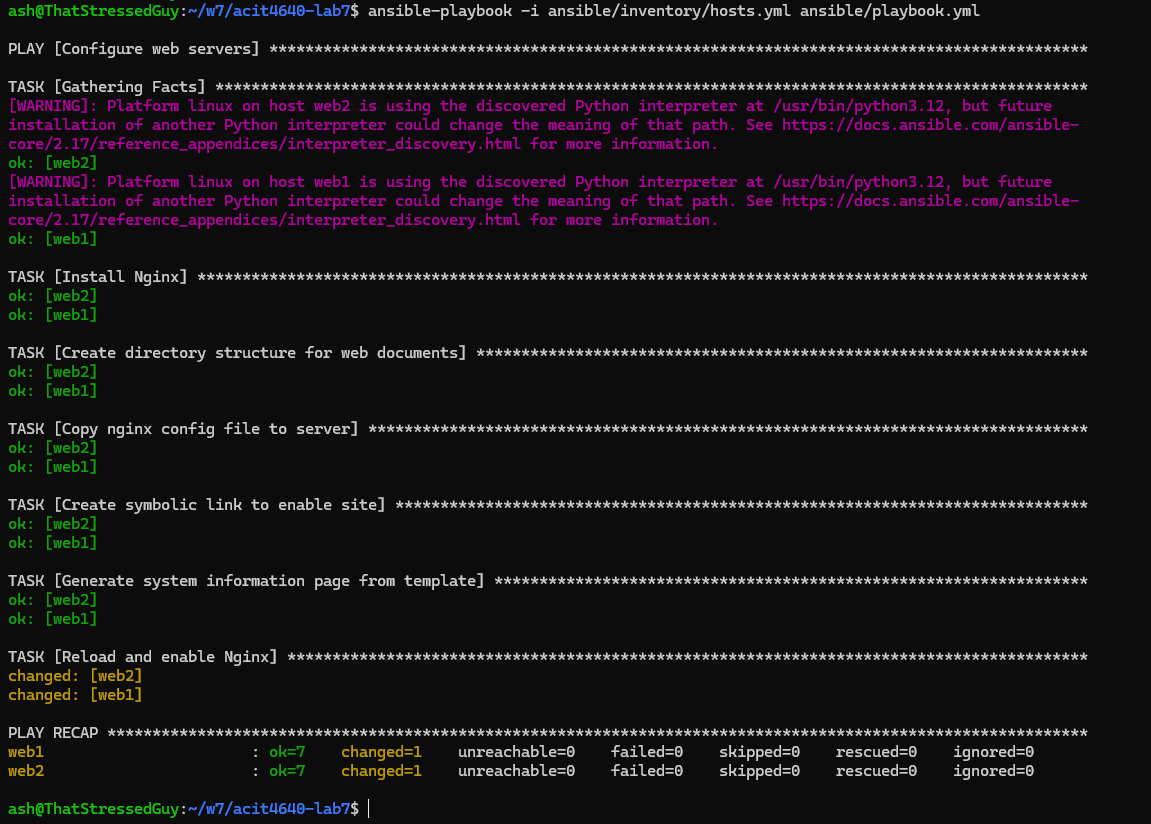 ash@ThatStressedGuy:~/w7/acit4640-lab7$ ansible-playbook -i ansible/inventory/hosts.yml ansible/playbook.yml
PLAY [Configure web servers] *******************************************************************************************
TASK [Gathering Facts] *************************************************************************************************
[WARNING]: Platform linux on host web2 is using the discovered Python interpreter at /usr/bin/python3.12, but future
installation of another Python interpreter could change the meaning of that path. See https://docs.ansible.com/ansible-
core/2.17/reference_appendices/interpreter_discovery.html for more information.
ok: [web2]
[WARNING]: Platform linux on host web1 is using the discovered Python interpreter at /usr/bin/python3.12, but future
installation of another Python interpreter could change the meaning of that path. See https://docs.ansible.com/ansible-
core/2.17/reference_appendices/interpreter_discovery.html for more information.
ok: [web1]
TASK [Install Nginx] ***************************************************************************************************
ok: [web2]
ok: [web1]
TASK [Create directory structure for web documents] ********************************************************************
ok: [web2]
ok: [web1]
TASK [Copy nginx config file to server] ********************************************************************************
ok: [web2]
ok: [web1]
TASK [Create symbolic link to enable site] *****************************************************************************
ok: [web2]
ok: [web1]
TASK [Generate system information page from template] ******************************************************************
ok: [web2]
ok: [web1]
TASK [Reload and enable Nginx] *****************************************************************************************
changed: [web2]
changed: [web1]
PLAY RECAP *************************************************************************************************************
web1                       : ok=7    changed=1    unreachable=0    failed=0    skipped=0    rescued=0    ignored=0
web2                       : ok=7    changed=1    unreachable=0    failed=0    skipped=0    rescued=0    ignored=0
ash@ThatStressedGuy:~/w7/acit4640-lab7$